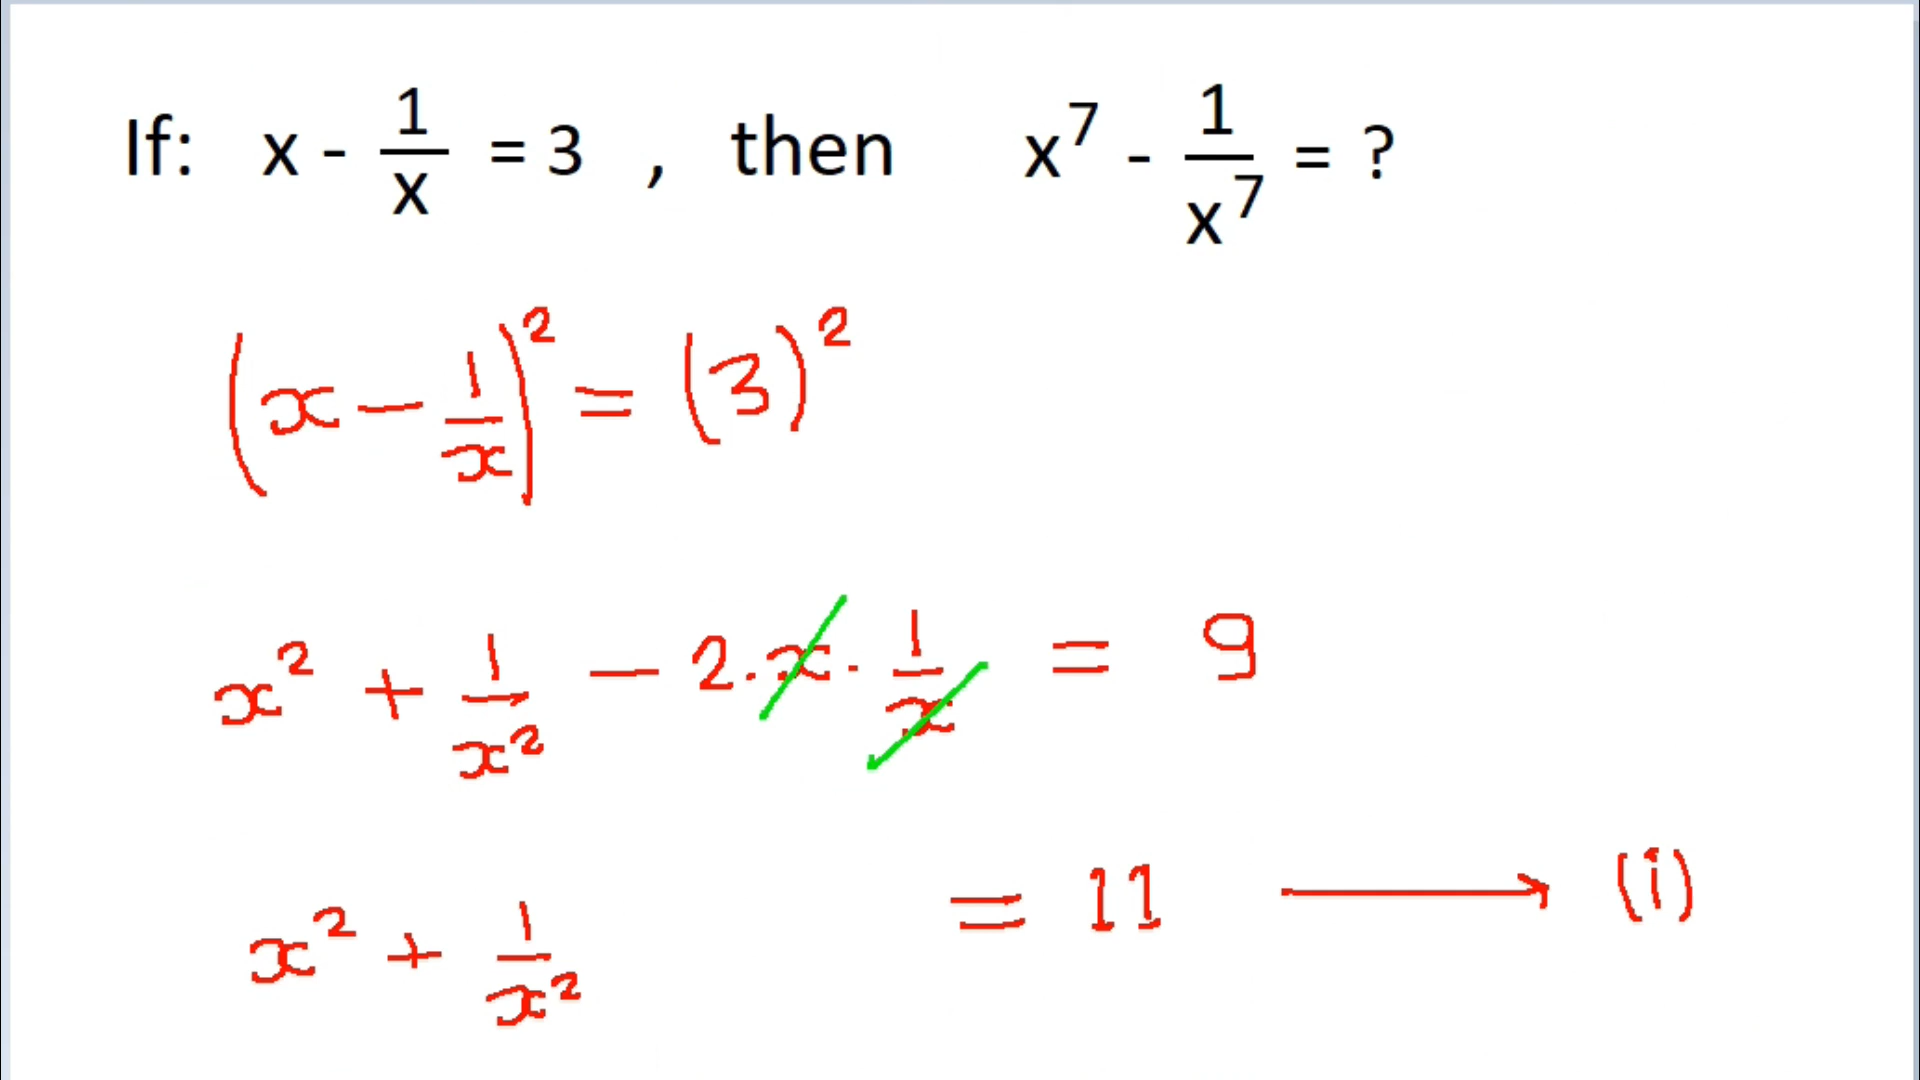 If: x - 1/x = 3 , then x^7 - 1/x^7 = ?
(x - 1/x)^2 = (3)^2
x^2 + 1/x^2 - 2 . x . 1/x = 9
x^2 + 1/x^2 = 11 → (i)